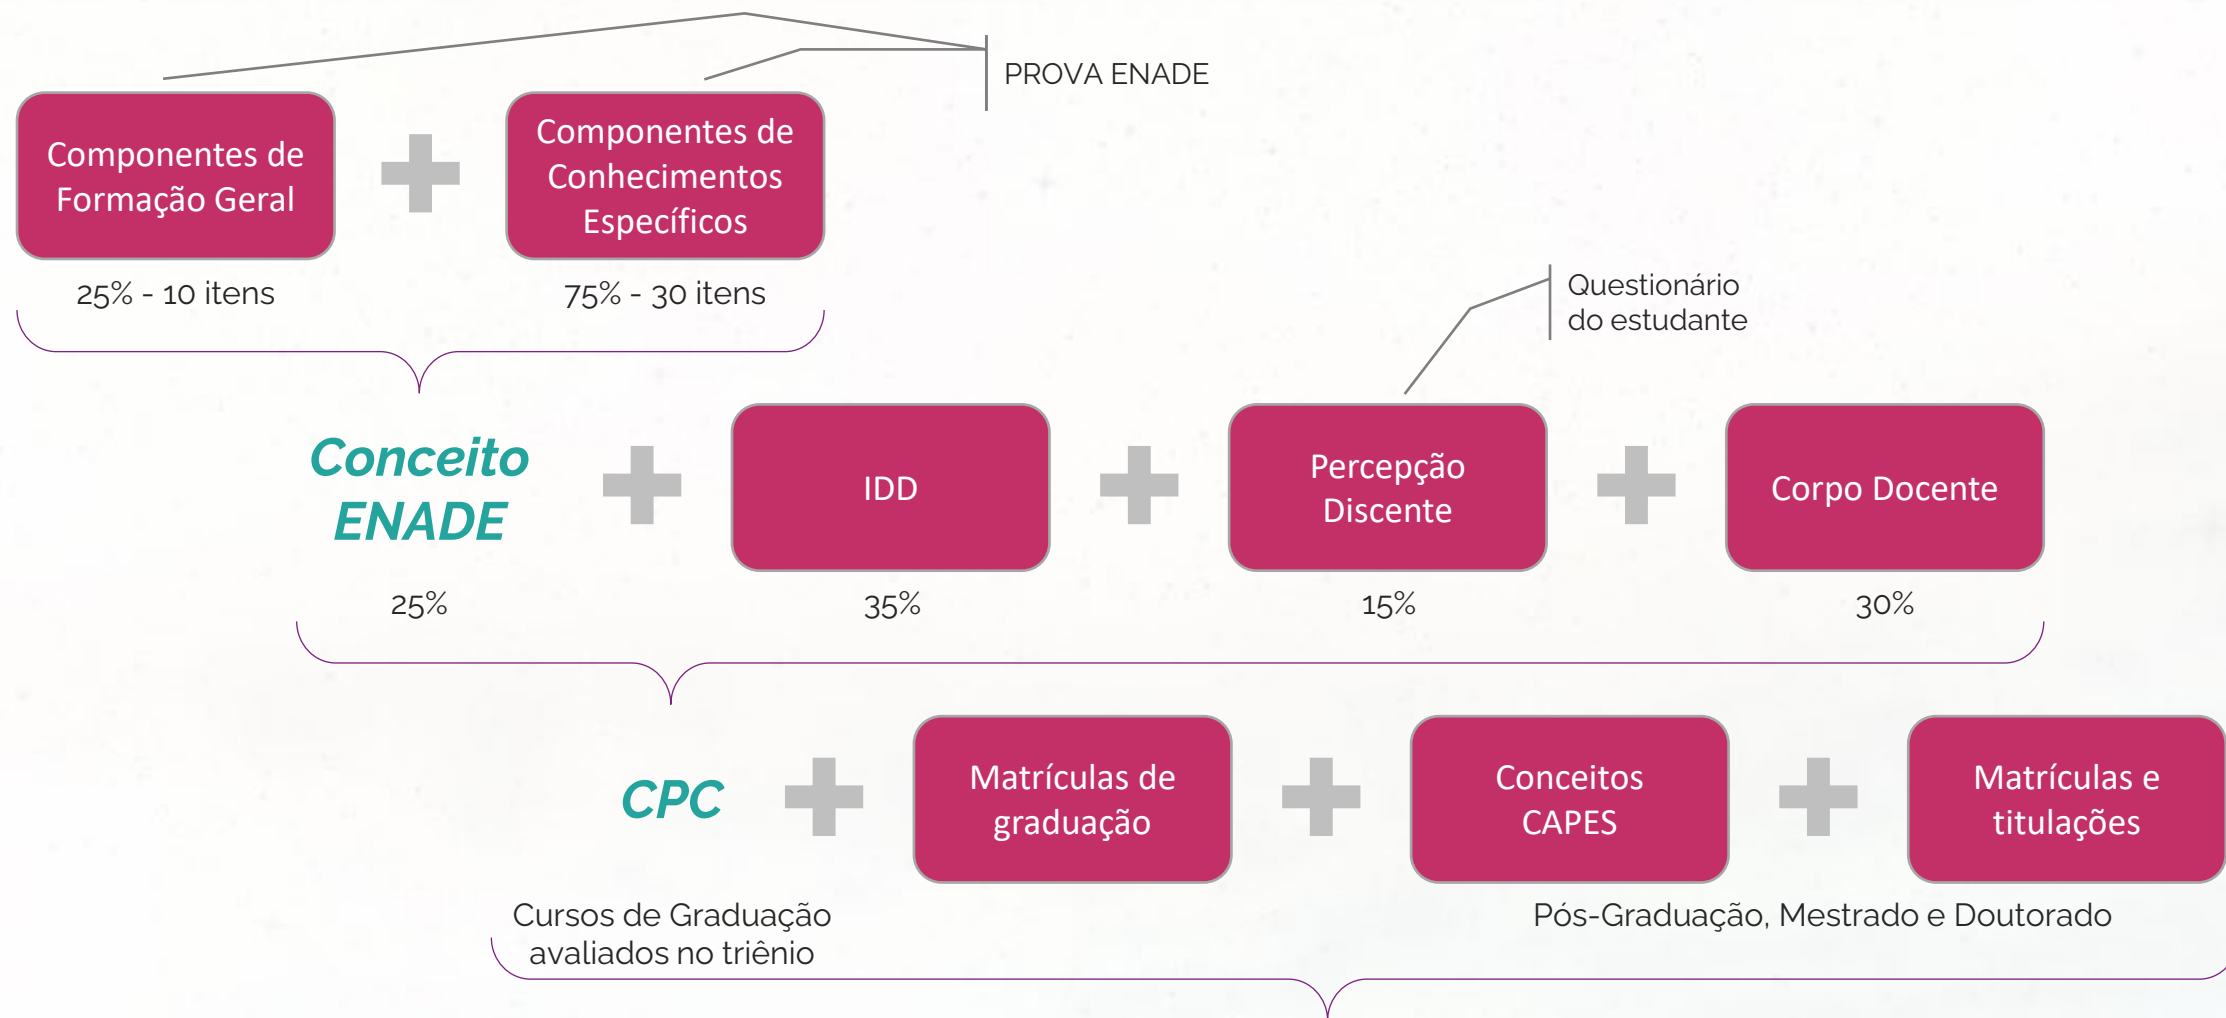 PROVA ENADE
Componentes de
Formação Geral
Componentes de
Conhecimentos
Específicos
25% - 10 itens
75% - 30 itens
Questionário
do estudante
Conceito
ENADE
IDD
Percepção
Discente
Corpo Docente
25%
35%
15%
30%
CPC
Matrículas de
graduação
Conceitos
CAPES
Matrículas e
titulações
Cursos de Graduação
avaliados no triênio
Pós-Graduação, Mestrado e Doutorado